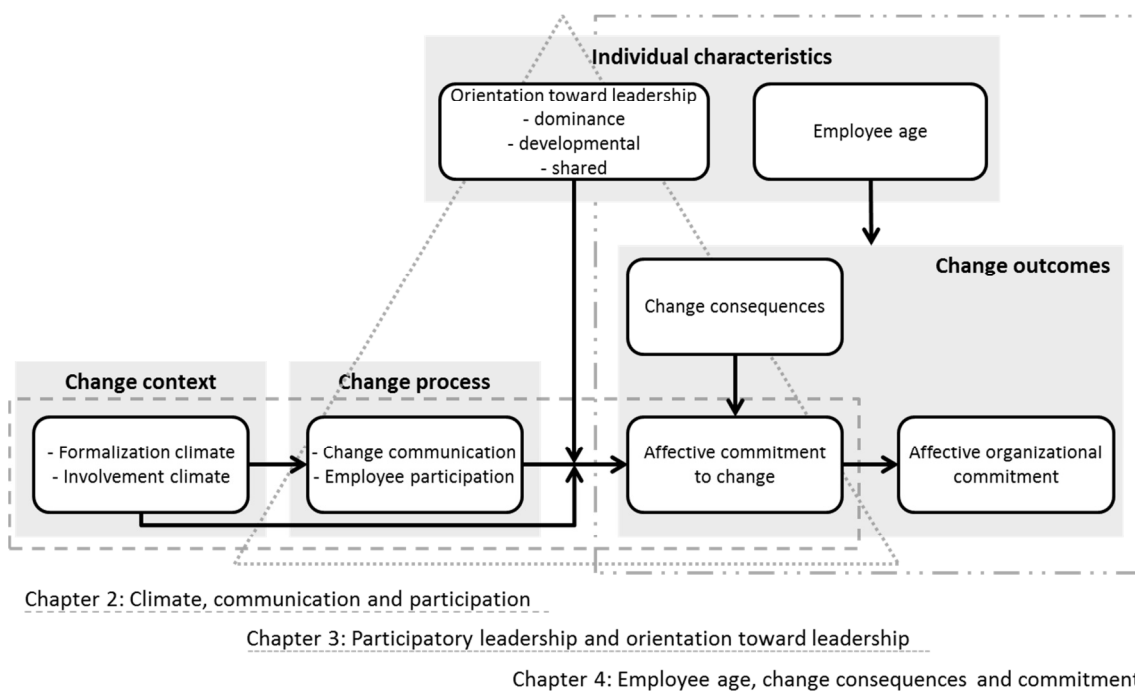 Individual characteristics
Orientation toward leadership
- dominance
- developmental
- shared
Employee age
Change outcomes
Change consequences
Change context
Change process
- Formalization climate
- Involvement climate
- Change communication
- Employee participation
Affective commitment
to change
Affective organizational
commitment
Chapter 2: Climate, communication and participation
Chapter 3: Participatory leadership and orientation toward leadership
Chapter 4: Employee age, change consequences and commitment